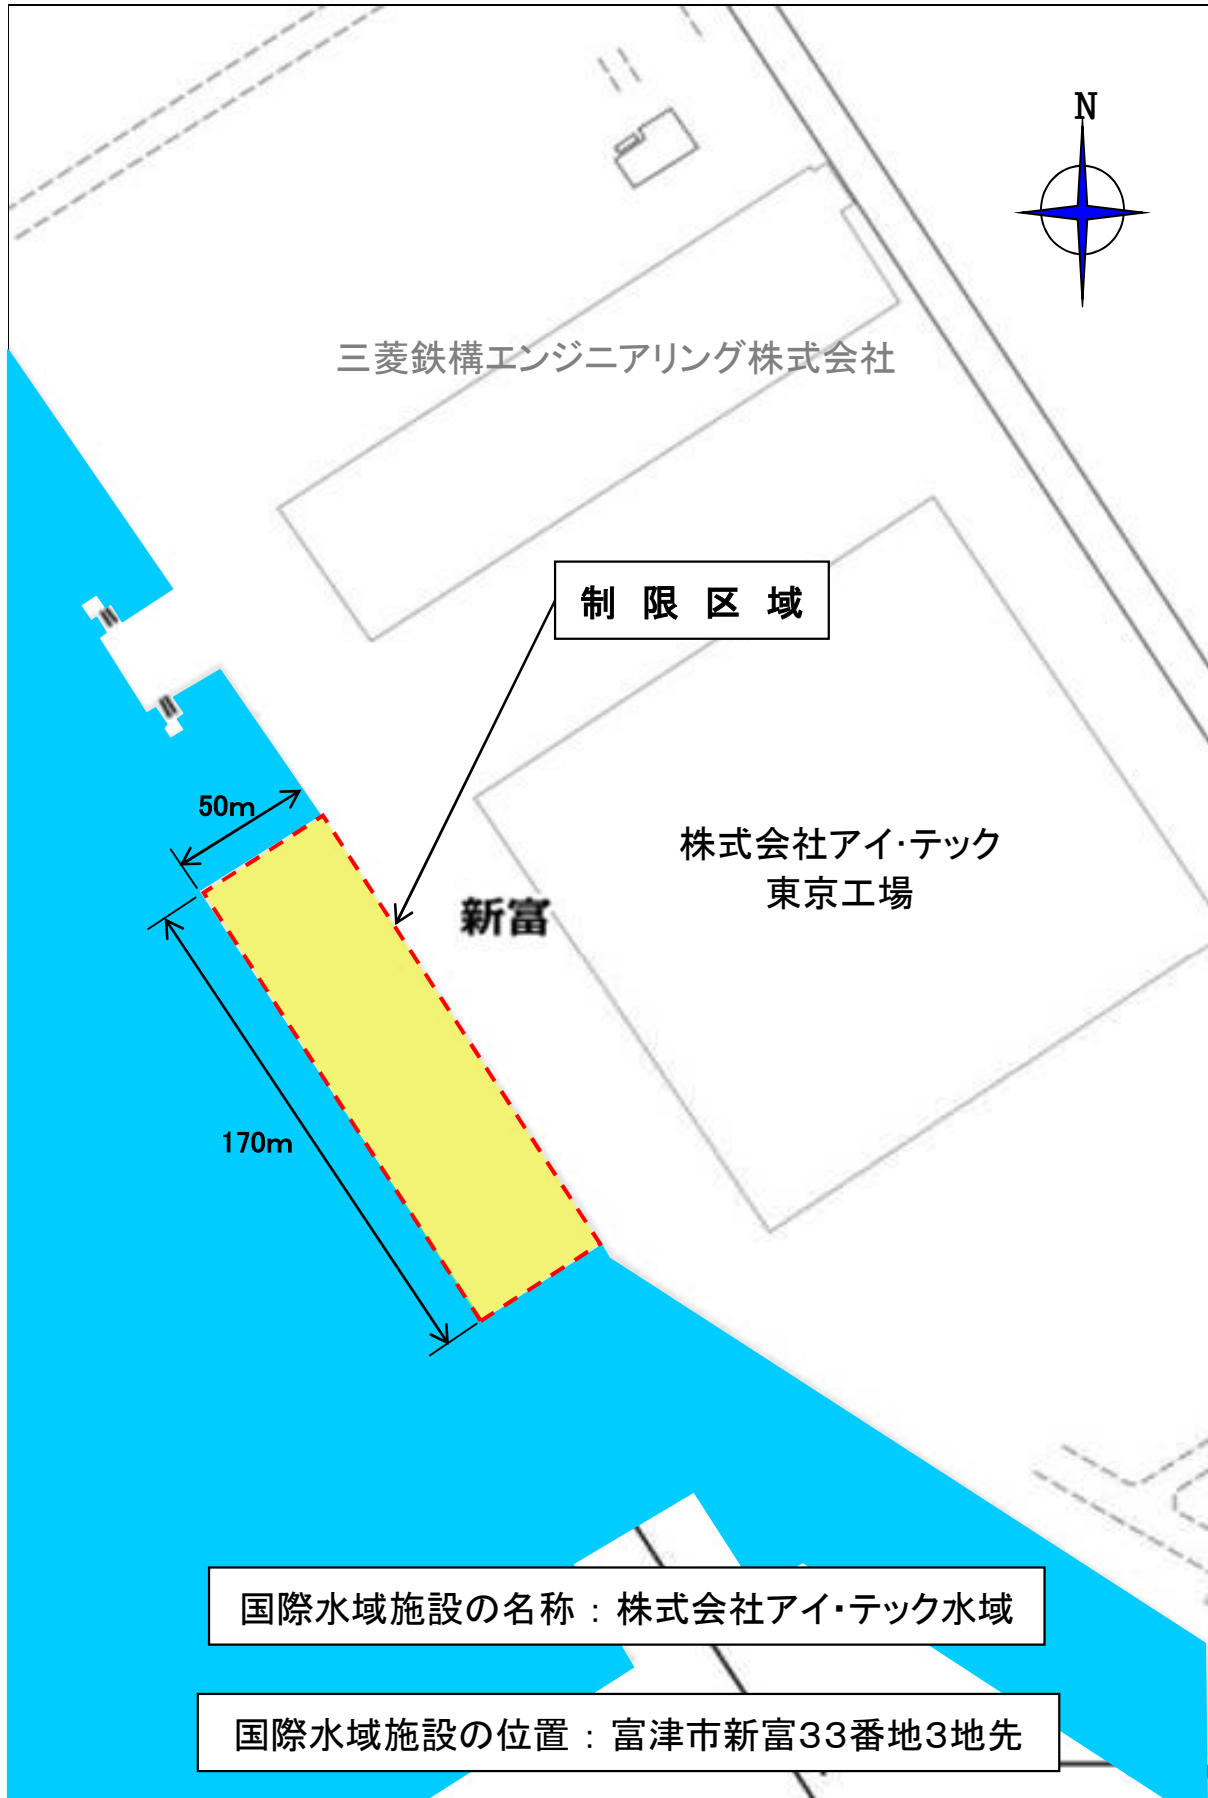 N
三菱鉄構エンジニアリング株式会社
制 限 区 域
50m
株式会社アイ・テック
東京工場
新富
170m
国際水域施設の名称：株式会社アイ・テック水域
国際水域施設の位置：富津市新富33番地3地先